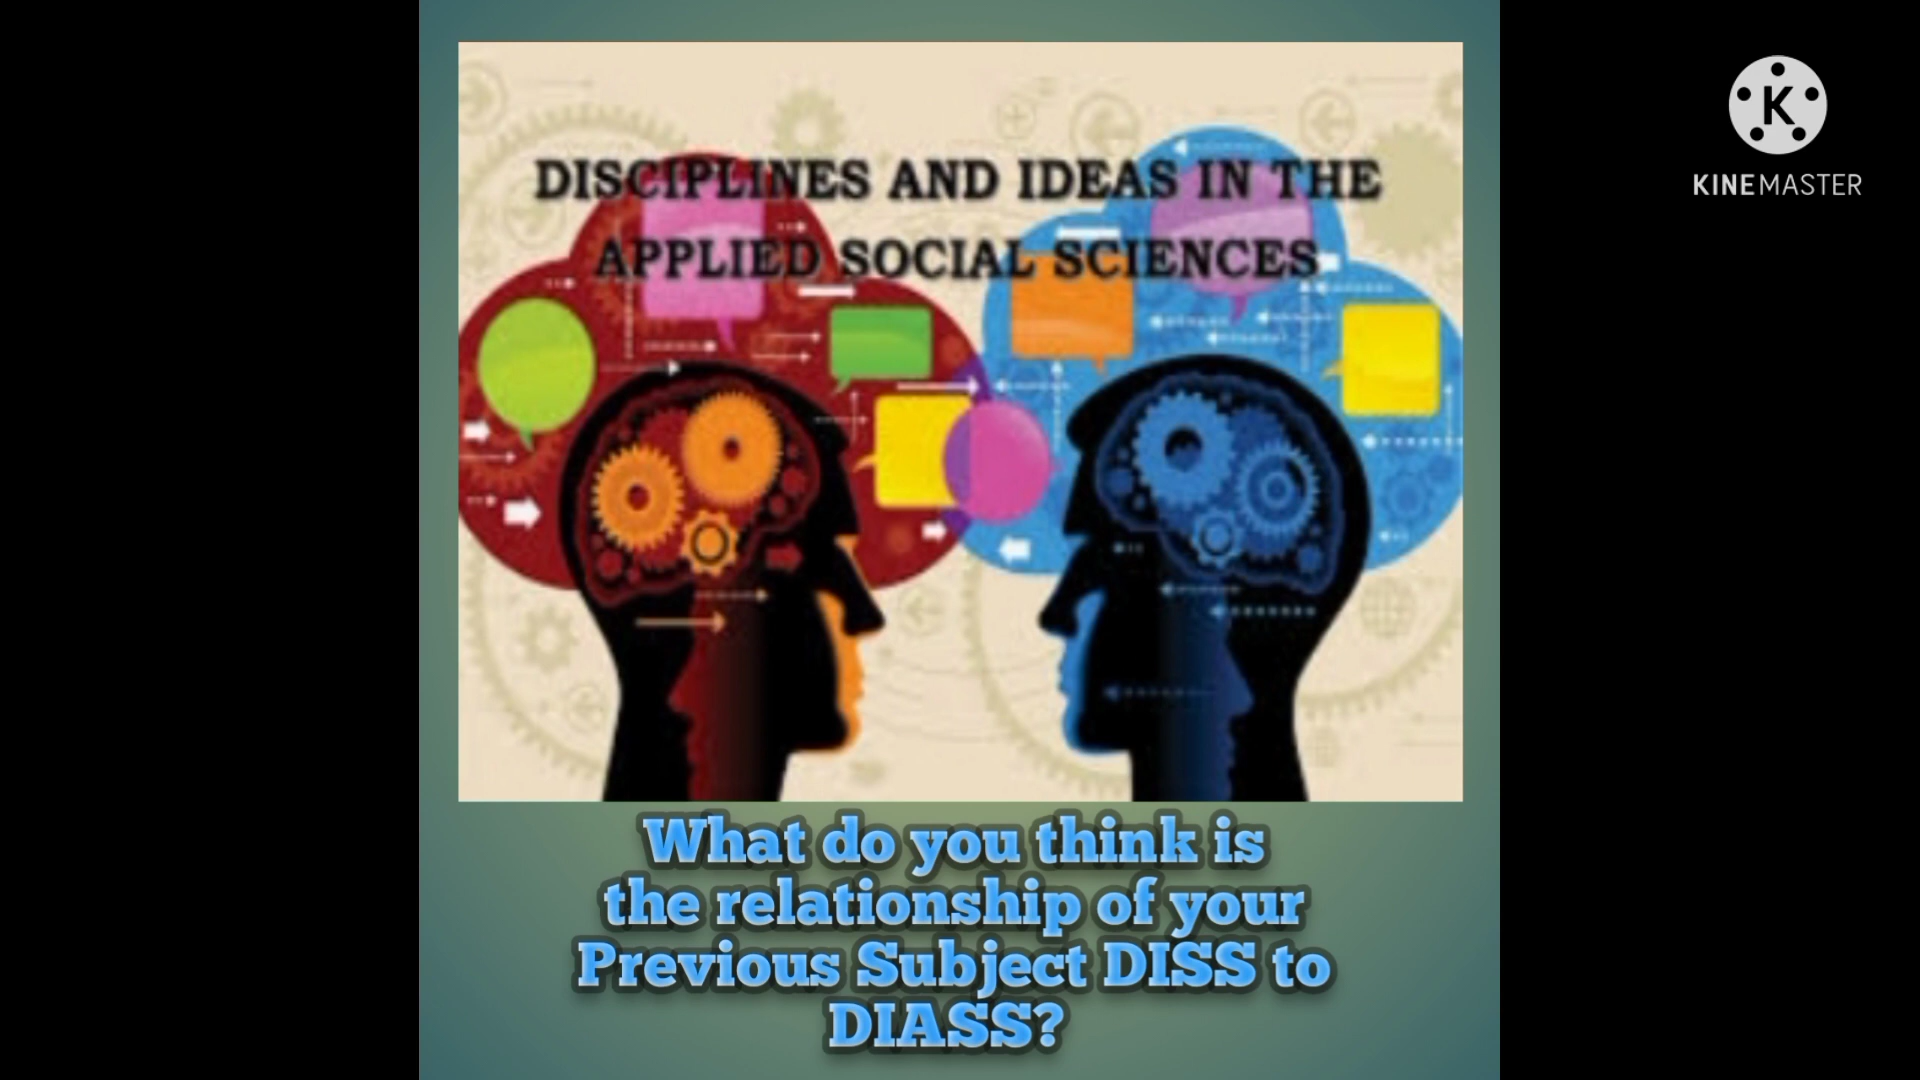 DISCIPLINES AND IDEAS IN THE
APPLIED SOCIAL SCIENCES
K
KINEMASTER
What do you think is
the relationship of your
Previous Subject DISS to
DIASS?